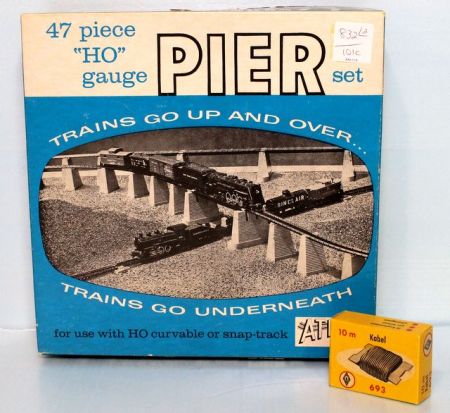 47 piece
"HO"
gauge
PIER
set
TRAINS GO UP AND OVER...
SINCLAIR
TRAINS GO UNDERNEATH
for use with HO curvable or snap-track
10 m
Kabel
693